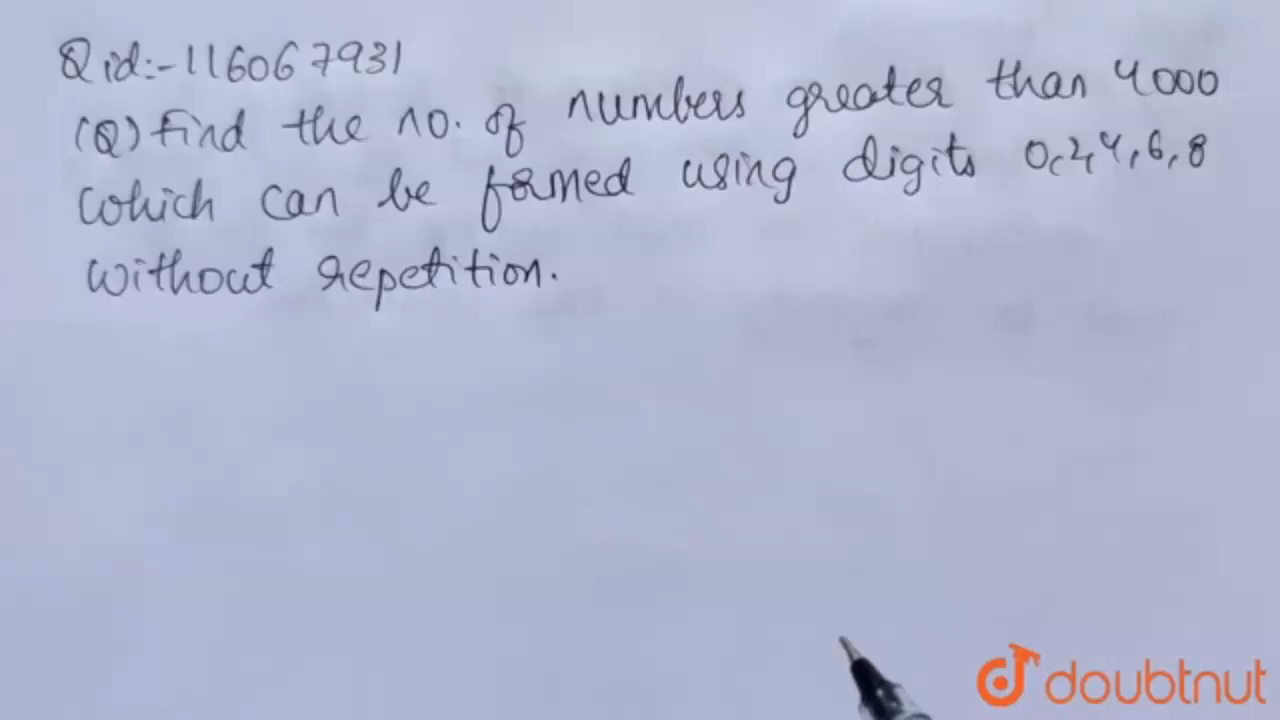 Qid:-116067931
(Q) Find the no. of numbers greater than 4000
which can be formed using digits 0,2,4,6,8
without repetition.
doubtnut